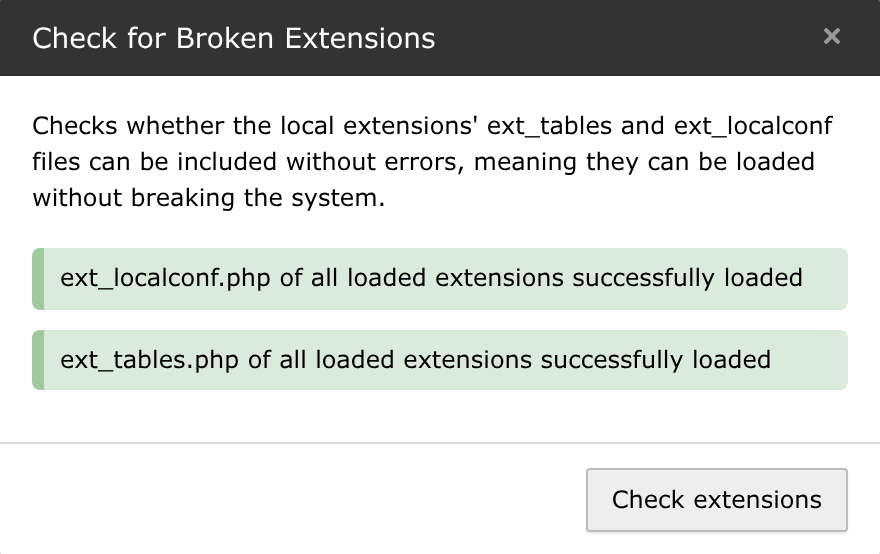 Check for Broken Extensions
×
Checks whether the local extensions' ext_tables and ext_localconf
files can be included without errors, meaning they can be loaded
without breaking the system.
ext_localconf.php of all loaded extensions successfully loaded
ext_tables.php of all loaded extensions successfully loaded
Check extensions